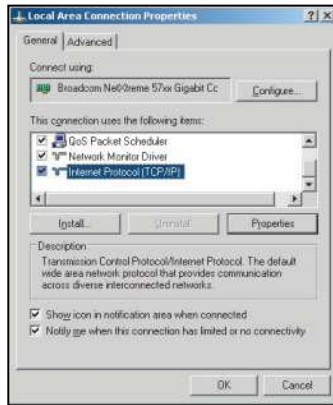 Local Area Connection Properties
General
Advanced
Connect using:
Broadcom NetXtreme 57xx Gigabit Cc
Configure...
This connection uses the following items:
QoS Packet Scheduler
Network Monitor Driver
Internet Protocol (TCP/IP)
Install...
Uninstall
Properties
Description
Transmission Control Protocol/Internet Protocol. The default
wide area network protocol that provides communication
across diverse interconnected networks.
Show icon in notification area when connected
Notify me when this connection has limited or no connectivity
OK
Cancel